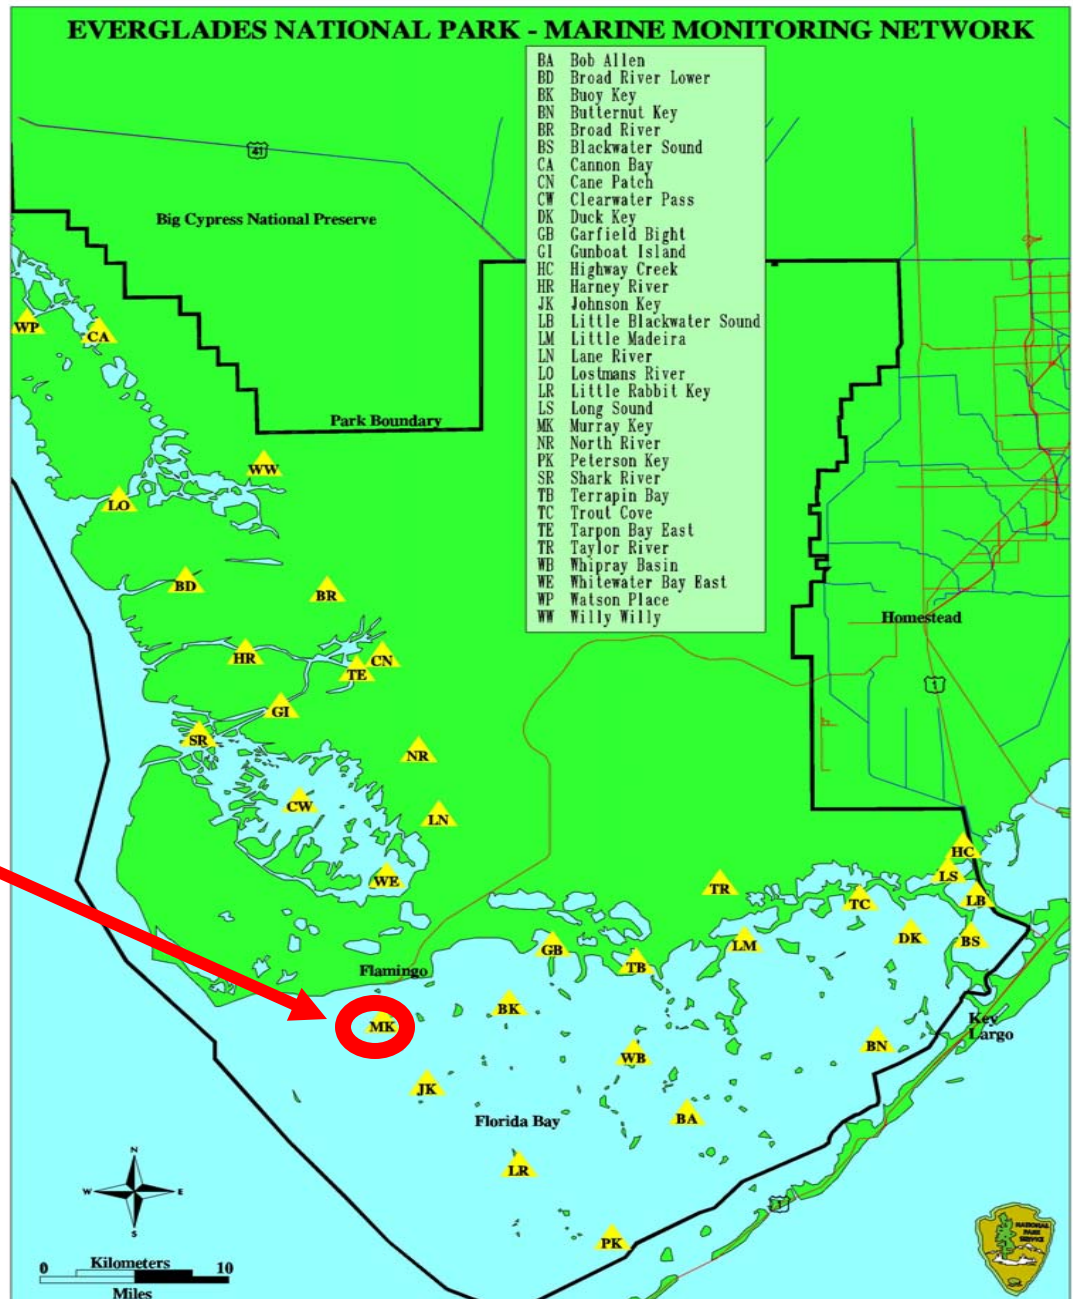 EVERGLADES NATIONAL PARK - MARINE MONITORING NETWORK
BA Bob Allen
BD Broad River Lower
BK Buoy Key
BN Butternut Key
BR Broad River
BS Blackwater Sound
CA Cannon Bay
CN Cane Patch
CW Clearwater Pass
DK Duck Key
GB Garfield Bight
GI Gunboat Island
HC Highway Creek
HR Harney River
JK Johnson Key
LB Little Blackwater Sound
LM Little Madeira
LN Lane River
LO Lostmans River
LR Little Rabbit Key
LS Long Sound
MK Murray Key
NR North River
PK Peterson Key
SR Shark River
TB Terrapin Bay
TC Trout Cove
TE Tarpon Bay East
TR Taylor River
WB Whipray Basin
WE Whitewater Bay East
WP Watson Place
WW Willy Willy
41
Big Cypress National Preserve
WP
CA
Park Boundary
WW
LO
BD
BR
Homestead
HR
CN
TE
1
GI
SR
NR
CW
LN
HC
LS
WE
TR
LB
TC
DK
BS
GB
LM
TB
Flamingo
BK
MK
Key
Largo
BN
WB
JK
BA
Florida Bay
LR
N
W
E
S
1
PK
NATIONAL
PARK
SERVICE
Kilometers
0 10
Miles